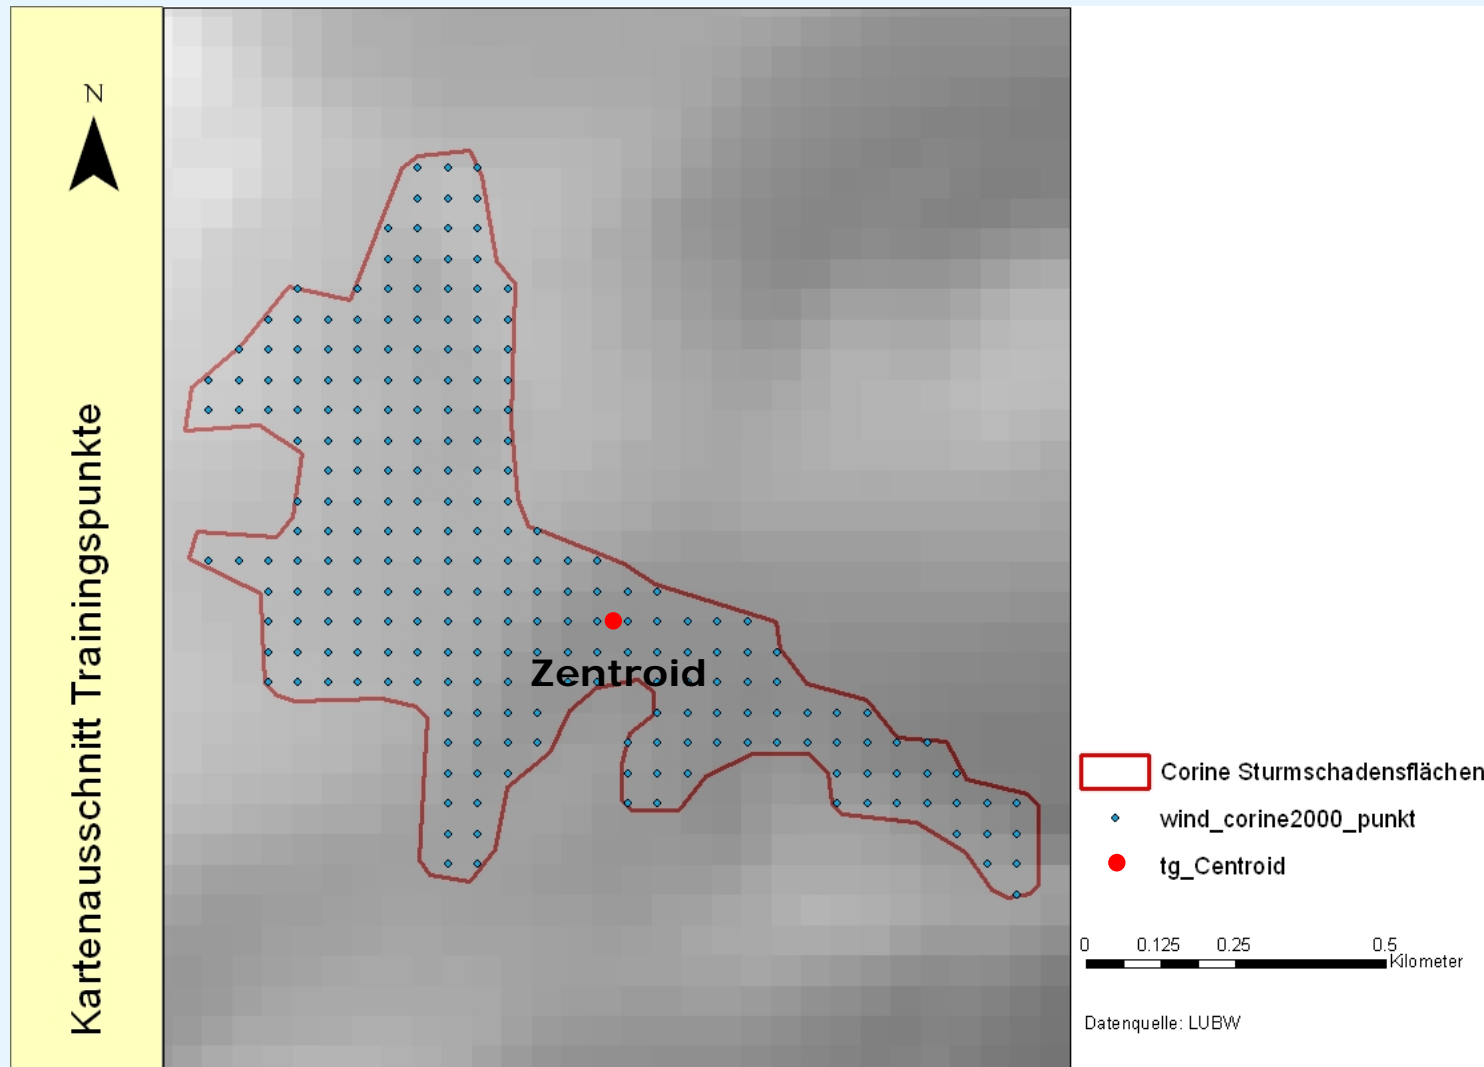 N
Kartenausschnitt Trainingspunkte
Zentroid
Corine Sturmschadensflächen
wind_corine2000_punkt
tg_Centroid
0 0.125 0.25 0.5
Kilometer
Datenquelle: LUBW